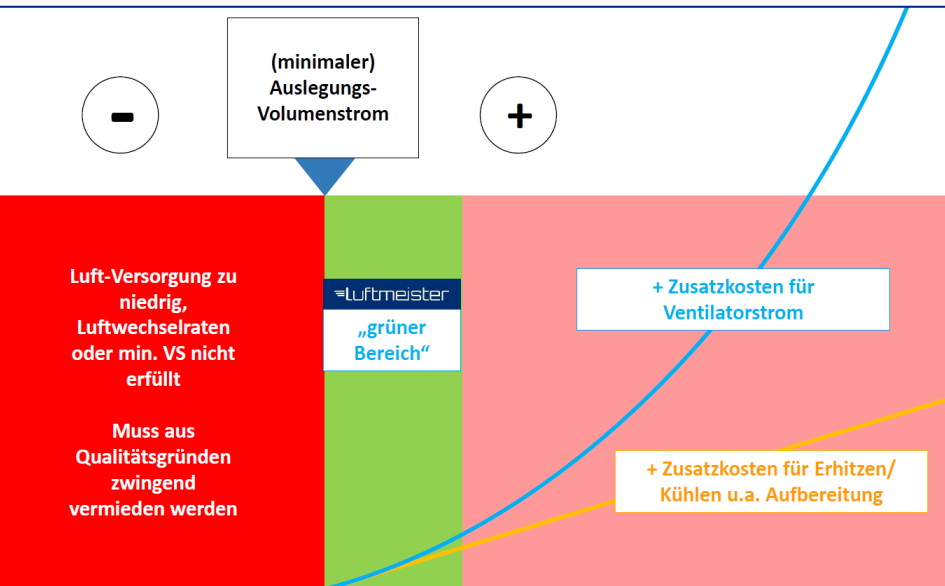 (minimaler)
Auslegungs-
Volumenstrom
-
+
Luft-Versorgung zu
niedrig,
Luftwechselraten
oder min. VS nicht
erfüllt
Muss aus
Qualitätsgründen
zwingend
vermieden werden
Luftmeister
„grüner
Bereich“
+ Zusatzkosten für
Ventilatorstrom
+ Zusatzkosten für Erhitzen/
Kühlen u.a. Aufbereitung